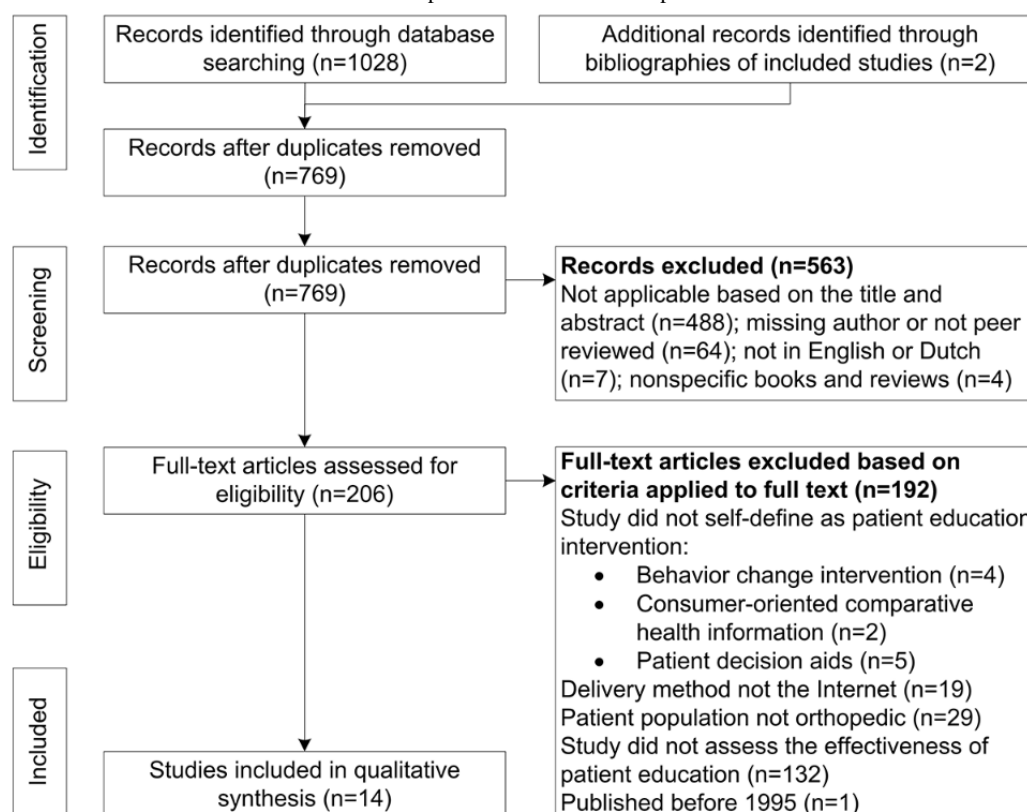 Identification
Records identified through database
searching (n=1028)
Additional records identified through
bibliographies of included studies (n=2)
Records after duplicates removed
(n=769)
Screening
Records after duplicates removed
(n=769)
Records excluded (n=563)
Not applicable based on the title and
abstract (n=488); missing author or not peer
reviewed (n=64); not in English or Dutch
(n=7); nonspecific books and reviews (n=4)
Eligibility
Full-text articles assessed for
eligibility (n=206)
Full-text articles excluded based on
criteria applied to full text (n=192)
Study did not self-define as patient education
intervention:
• Behavior change intervention (n=4)
• Consumer-oriented comparative
health information (n=2)
• Patient decision aids (n=5)
Delivery method not the Internet (n=19)
Patient population not orthopedic (n=29)
Study did not assess the effectiveness of
patient education (n=132)
Published before 1995 (n=1)
Included
Studies included in qualitative
synthesis (n=14)